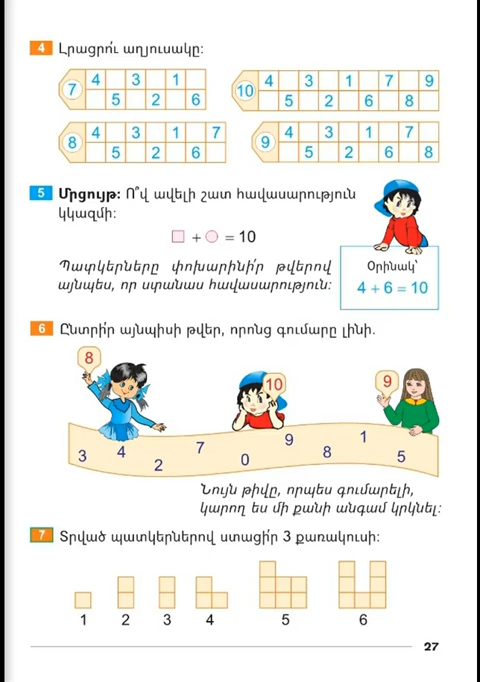 4 Լրացրո՛ւ աղյուսակը:
7 4 3 1
5 2 6
10 4 3 1 7 9
5 2 6 8
8 4 3 1 7
5 2 6
9 4 3 1 7
5 2 6 8
5 Մրցույթ: Ո՞վ ավելի շատ հավասարություն
կկազմի:
+ = 10
Պատկերները փոխարինի՛ր թվերով
այնպես, որ ստանաս հավասարություն:
Օրինակ՝
4 + 6 = 10
6 Ընտրի՛ր այնպիսի թվեր, որոնց գումարը լինի.
8
10
9
3 4 2 7 0 9 8 1 5
Նույն թիվը, որպես գումարելի,
կարող ես մի քանի անգամ կրկնել:
7 Տրված պատկերներով ստացի՛ր 3 քառակուսի:
1 2 3 4 5 6
27